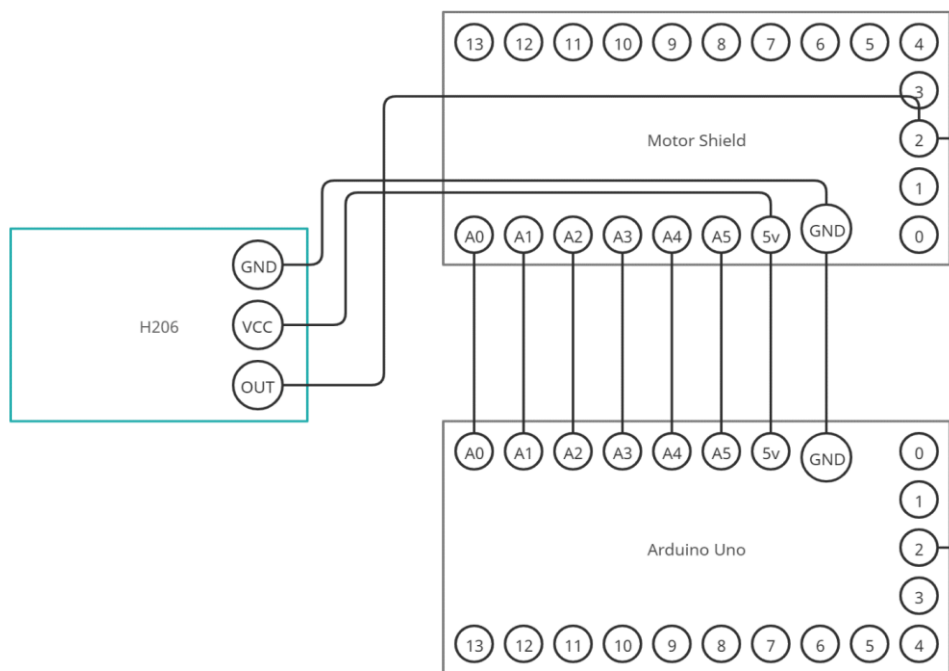 13 12 11 10 9 8 7 6 5 4
3
Motor Shield 2
1
A0 A1 A2 A3 A4 A5 5v GND 0
GND
H206 VCC
OUT
A0 A1 A2 A3 A4 A5 5v GND 0
1
Arduino Uno 2
3
13 12 11 10 9 8 7 6 5 4